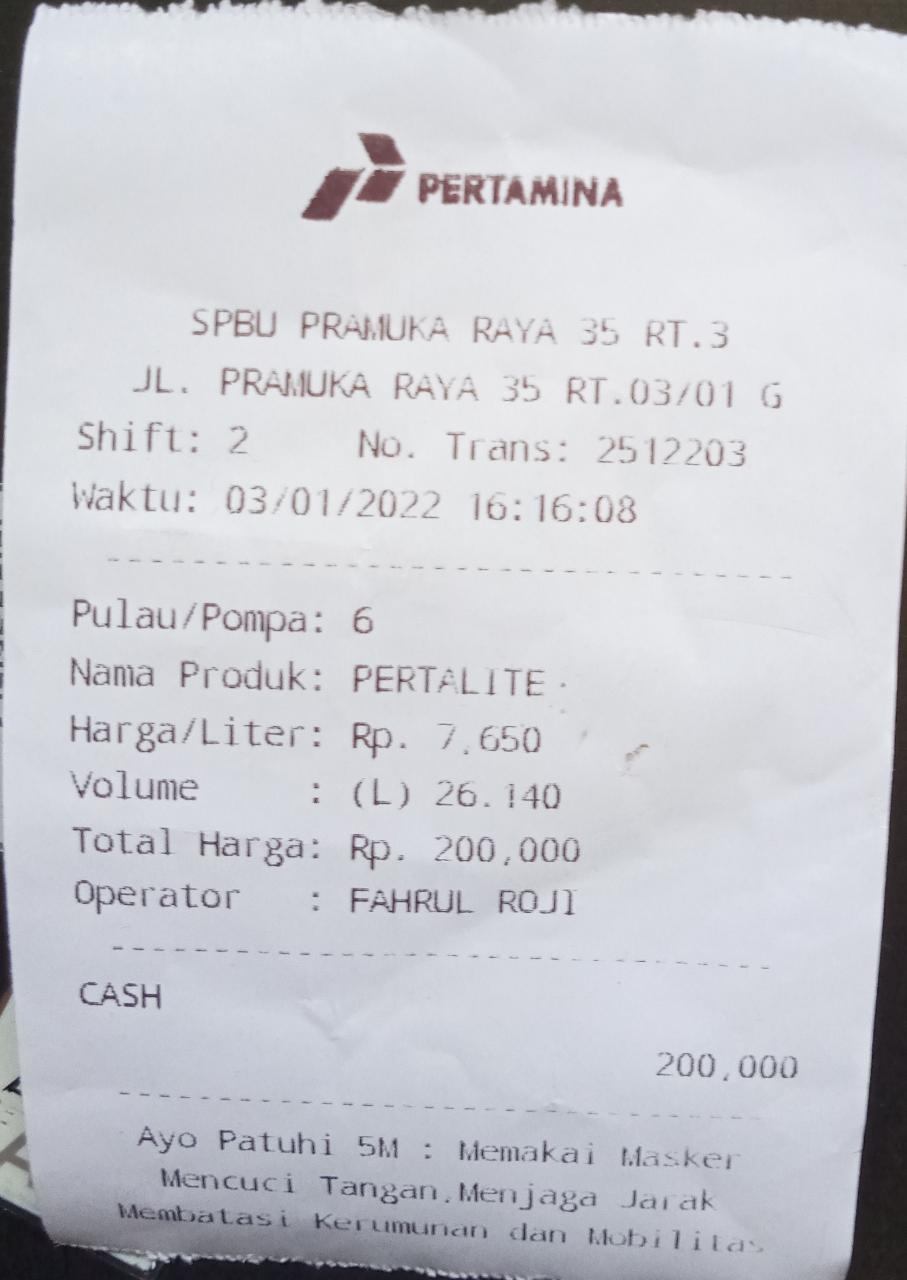 PERTAMINA
SPBU PRAMUKA RAYA 35 RT.3
JL. PRAMUKA RAYA 35 RT.03/01 G
Shift: 2 No. Trans: 2512203
Waktu: 03/01/2022 16:16:08
Pulau/Pompa: 6
Nama Produk: PERTALITE
Harga/Liter: Rp. 7,650
Volume : (L) 26.140
Total Harga: Rp. 200,000
Operator : FAHRUL ROJI
CASH
200,000
Ayo Patuhi 5M : Memakai Masker
Mencuci Tangan,Menjaga Jarak
Membatasi Kerumunan dan Mobilitas